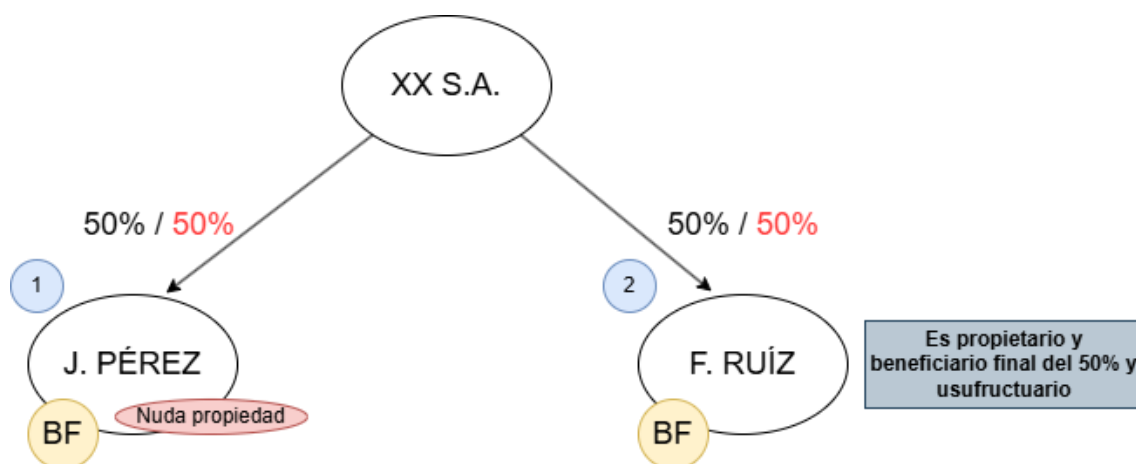 XX S.A.
50% / 50%
50% / 50%
1
2
J. PÉREZ
F. RUÍZ
Es propietario y
beneficiario final del 50% y
usufructuario
Nuda propiedad
BF
BF